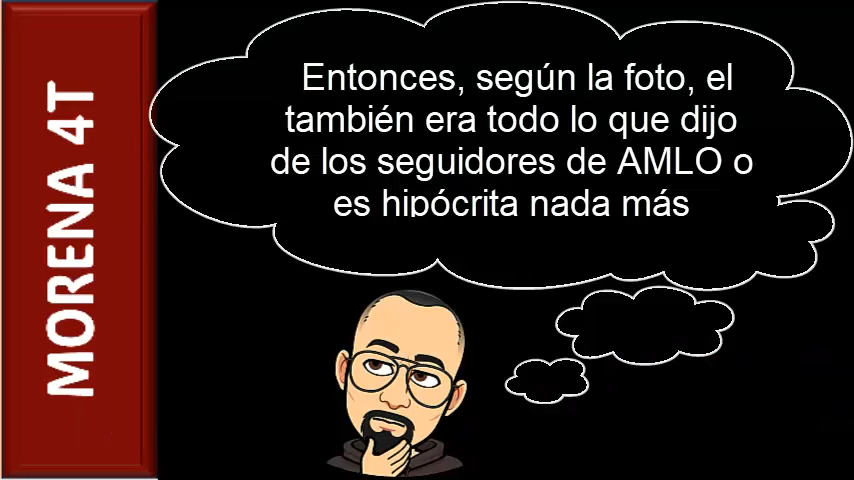 MORENA 4T
Entonces, según la foto, el
también era todo lo que dijo
de los seguidores de AMLO o
es hipócrita nada más